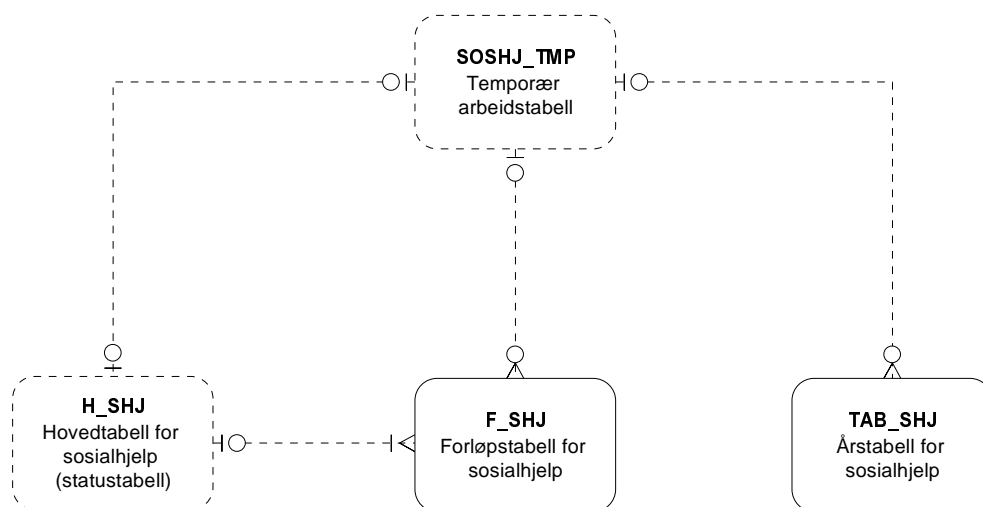 SOSHJ_TMP
Temporær
arbeidstabell
H_SHJ
Hovedtabell for
sosialhjelp
(statustabell)
F_SHJ
Forløpstabell for
sosialhjelp
TAB_SHJ
Årstabell for
sosialhjelp